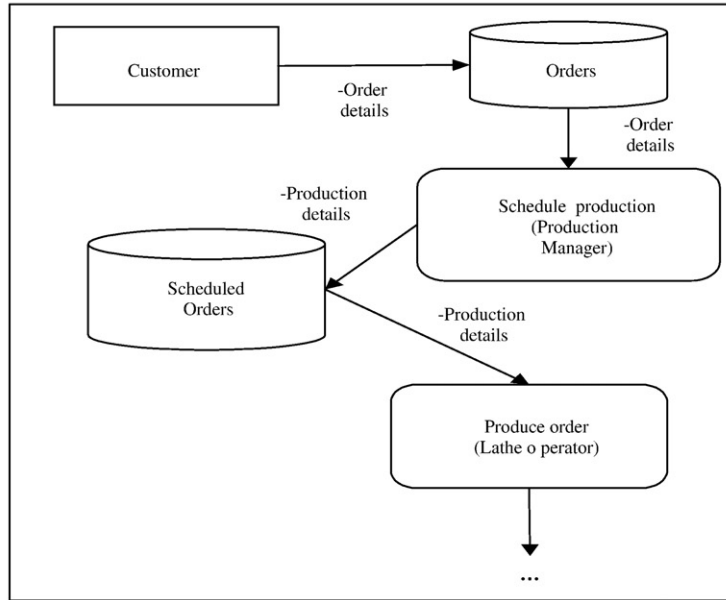 Customer
Orders
-Order
details
-Order
details
Schedule production
(Production
Manager)
-Production
details
Scheduled
Orders
-Production
details
Produce order
(Lathe o perator)
...